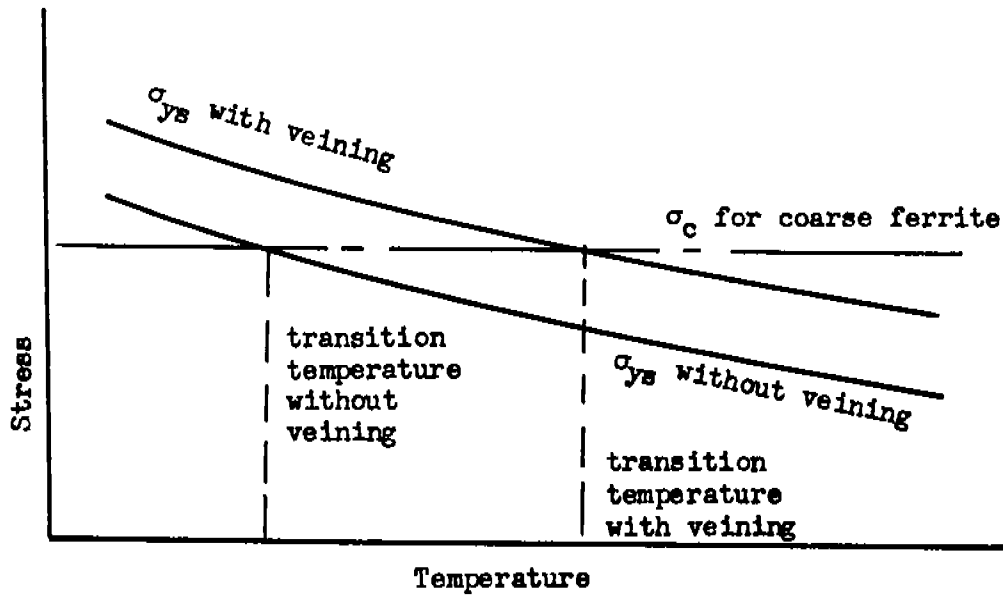 σys with veining
σc for coarse ferrite
transition
temperature
without
veining
σys without veining
transition
temperature
with veining
Stress
Temperature